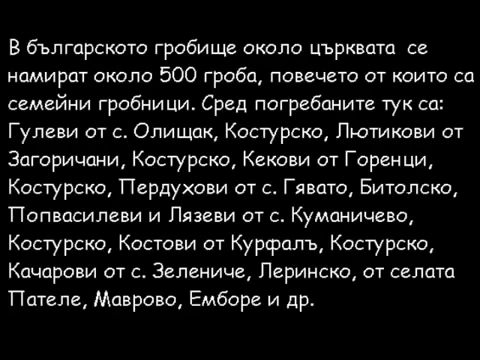 В българското гробище около църквата се
намират около 500 гроба, повечето от които са
семейни гробници. Сред погребаните тук са:
Гулеви от с. Олищак, Костурско, Лютикови от
Загоричани, Костурско, Кекови от Горенци,
Костурско, Пердухови от с. Гявато, Битолско,
Попвасилеви и Лязеви от с. Куманичево,
Костурско, Костови от Курфалъ, Костурско,
Качарови от с. Зелениче, Леринско, от селата
Пателе, Маврово, Емборе и др.